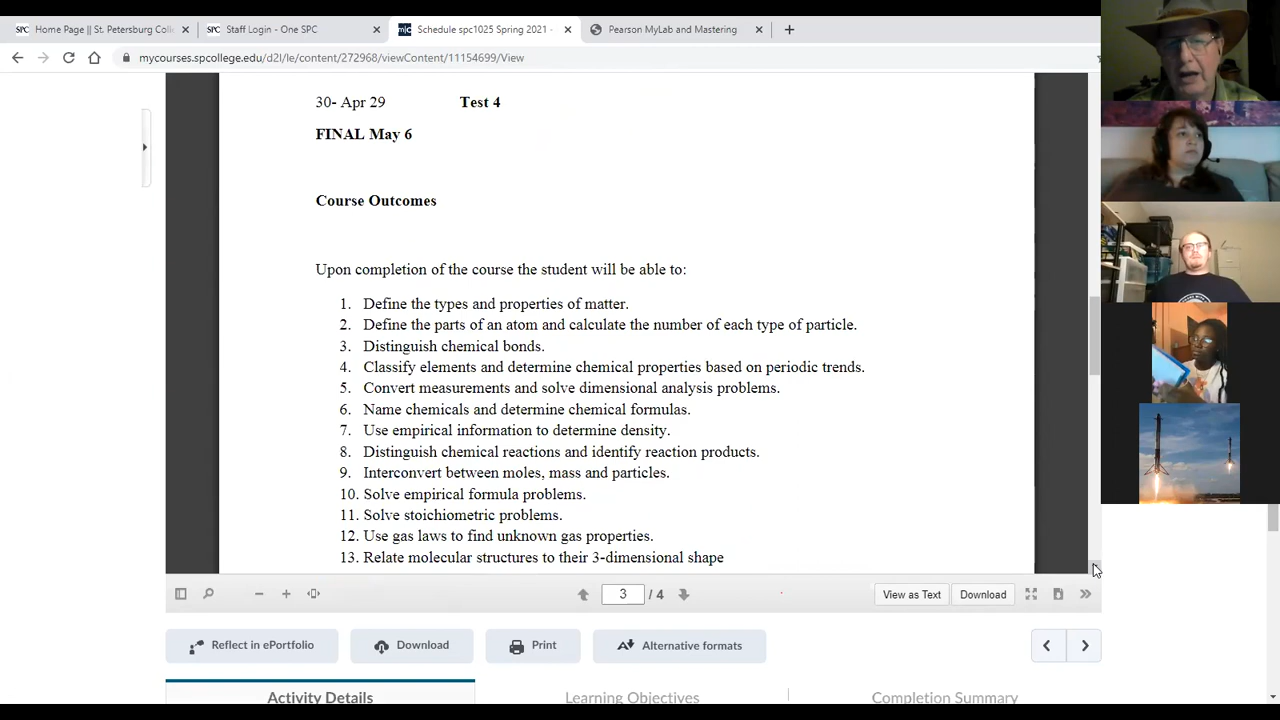 SPC Home Page || St. Petersburg Coll
SPC Staff Login - One SPC
Schedule spc1025 Spring 2021 -
Pearson MyLab and Mastering
mycourses.spcollege.edu/d2l/le/content/272968/viewContent/11154699/View
30- Apr 29 Test 4
FINAL May 6
Course Outcomes
Upon completion of the course the student will be able to:
1. Define the types and properties of matter.
2. Define the parts of an atom and calculate the number of each type of particle.
3. Distinguish chemical bonds.
4. Classify elements and determine chemical properties based on periodic trends.
5. Convert measurements and solve dimensional analysis problems.
6. Name chemicals and determine chemical formulas.
7. Use empirical information to determine density.
8. Distinguish chemical reactions and identify reaction products.
9. Interconvert between moles, mass and particles.
10. Solve empirical formula problems.
11. Solve stoichiometric problems.
12. Use gas laws to find unknown gas properties.
13. Relate molecular structures to their 3-dimensional shape
3 / 4 View as Text Download
Reflect in ePortfolio Download Print Alternative formats
Activity Details Learning Objectives Completion Summary